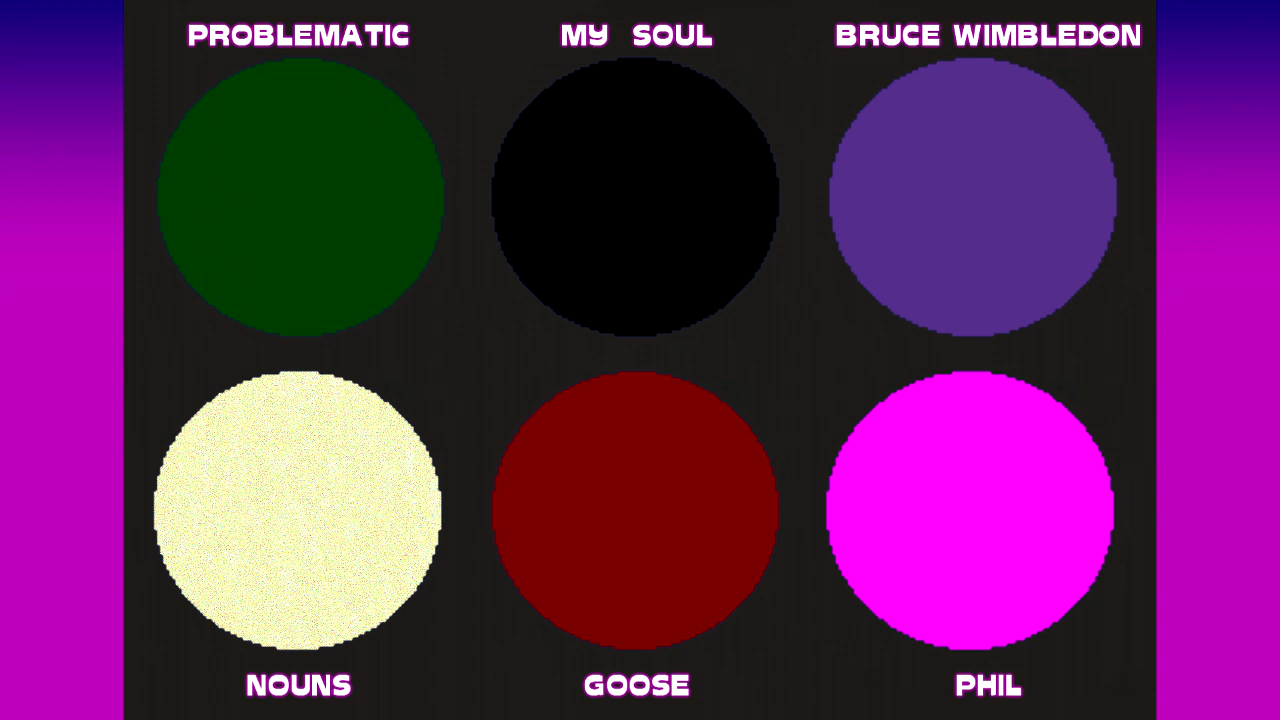 PROBLEMATIC
MY SOUL
BRUCE WIMBLEDON
NOUNS
GOOSE
PHIL